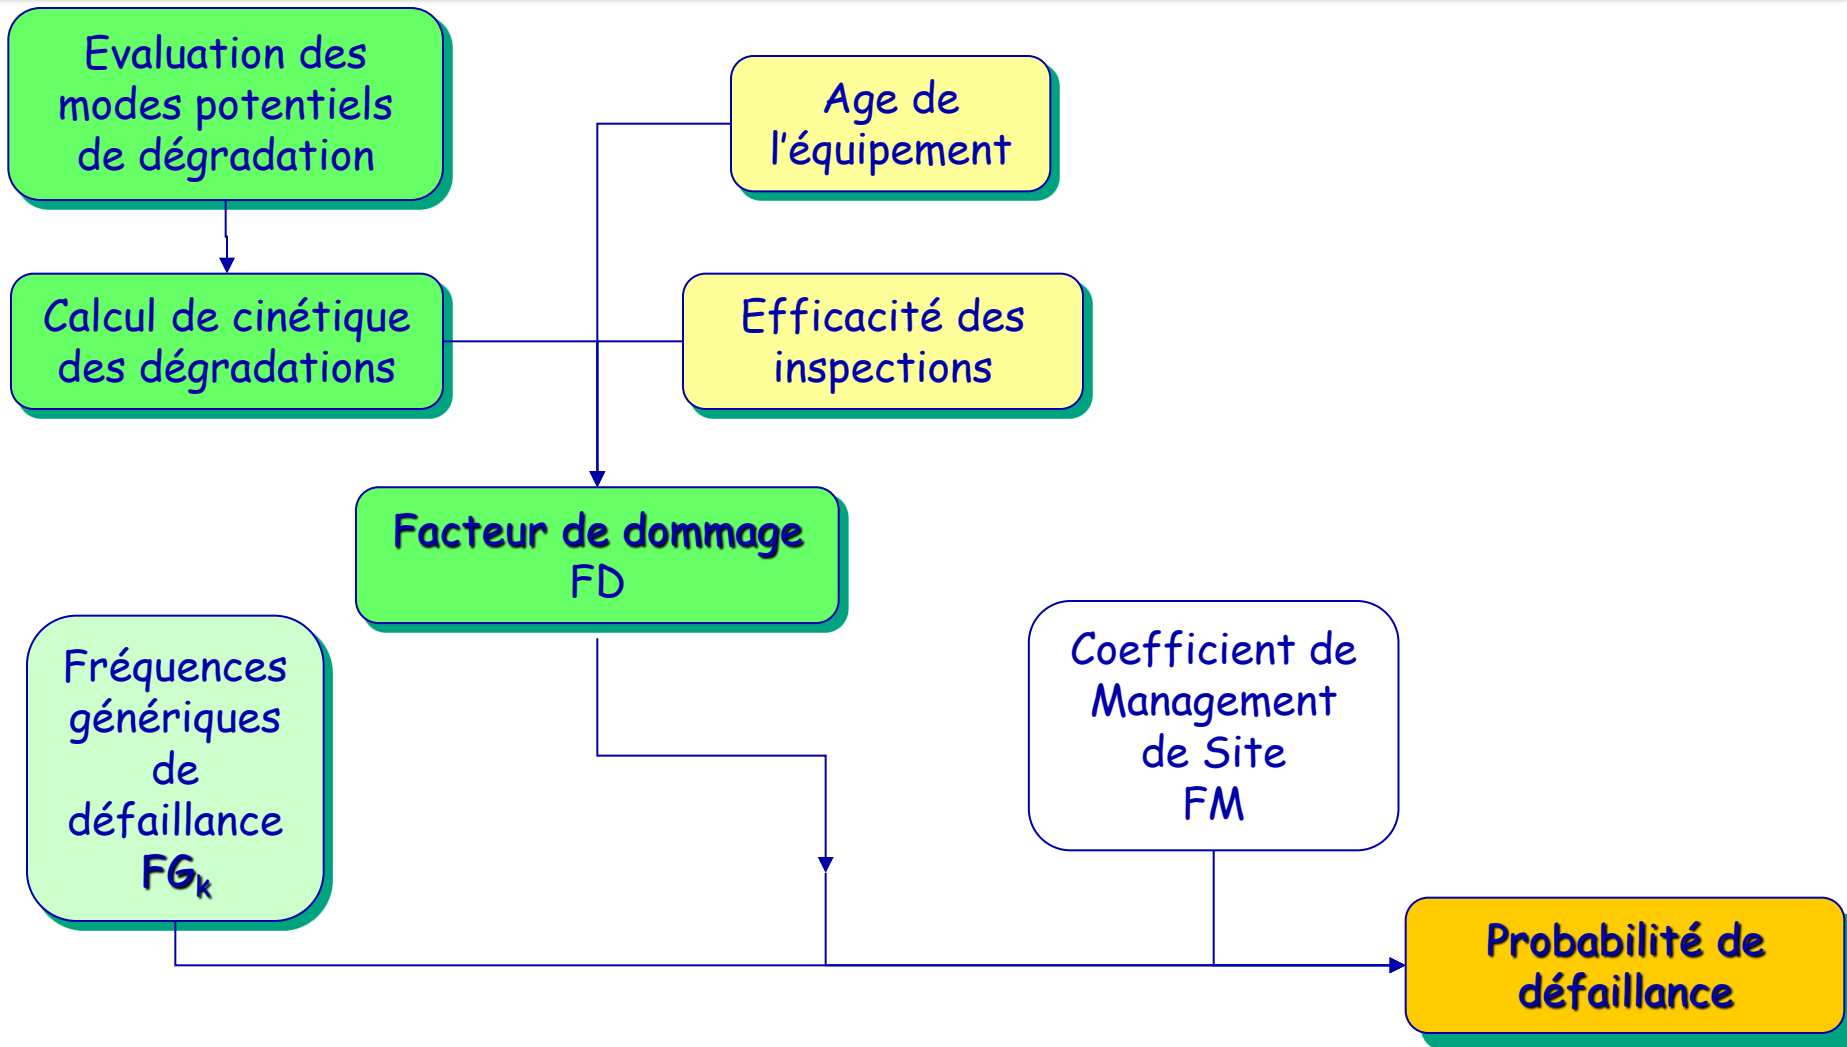 Evaluation des
modes potentiels
de dégradation
Age de
l'équipement
Calcul de cinétique
des dégradations
Efficacité des
inspections
Facteur de dommage
FD
Fréquences
génériques
de
défaillance
FGk
Coefficient de
Management
de Site
FM
Probabilité de
défaillance